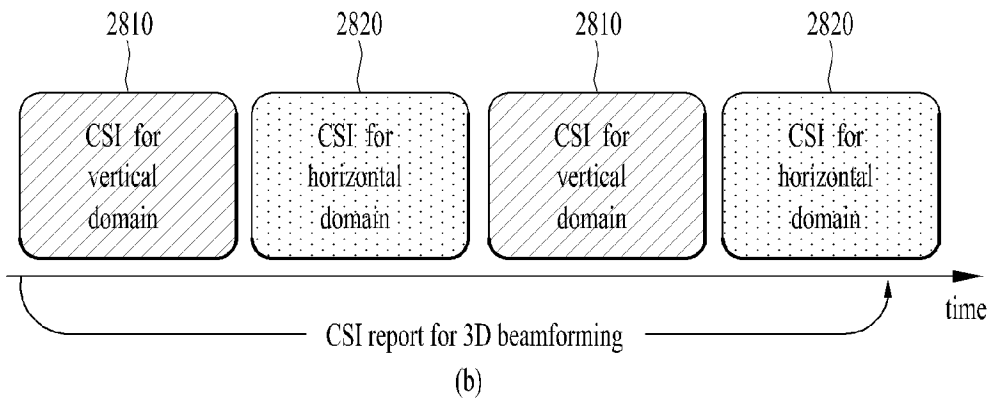 2810
2820
2810
2820
CSI for
vertical
domain
CSI for
horizontal
domain
CSI for
vertical
domain
CSI for
horizontal
domain
time
CSI report for 3D beamforming
(b)